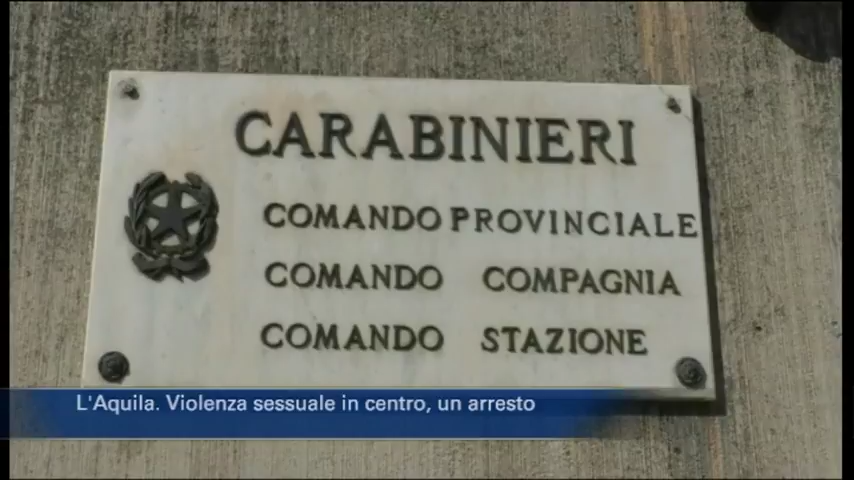 CARABINIERI
COMANDO PROVINCIALE
COMANDO COMPAGNIA
COMANDO STAZIONE
L'Aquila. Violenza sessuale in centro, un arresto